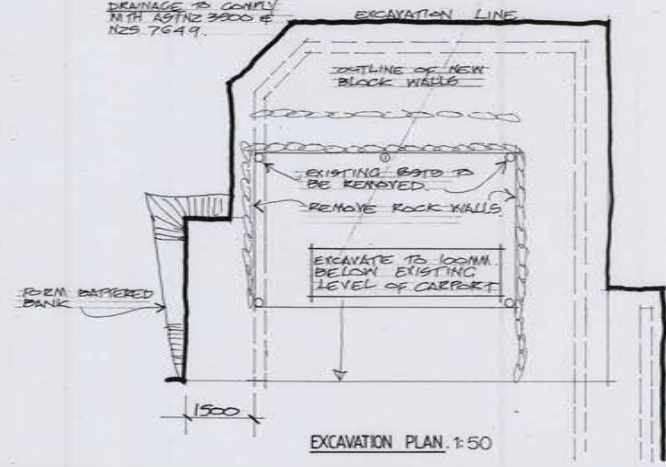 DRAINAGE TO COMPLY
WITH AS/NZ 3500 &
NZS 7649.
EXCAVATION LINE
OUTLINE OF NEW
BLOCK WALLS
EXISTING POSTS TO
BE REMOVED.
REMOVE ROCK WALLS
EXCAVATE TO 100MM.
BELOW EXISTING
LEVEL OF CARPORT
FORM BATTERED
BANK
1500
EXCAVATION PLAN. 1:50